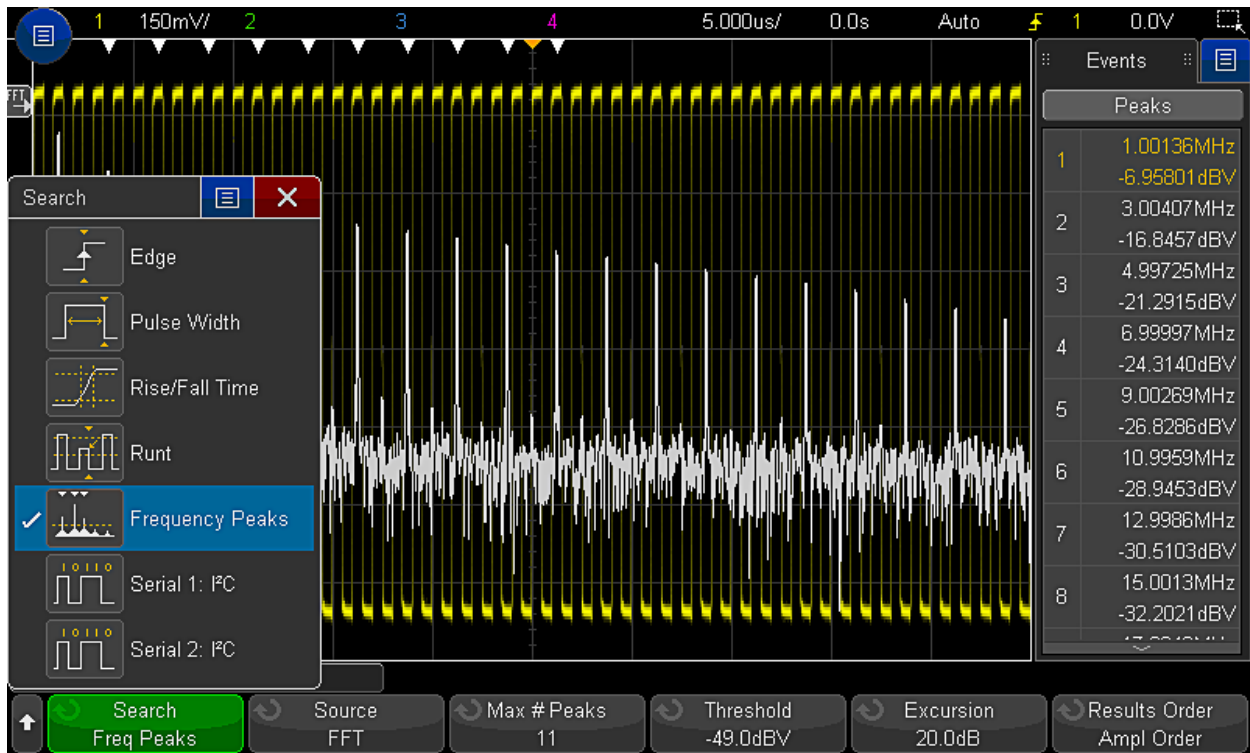 1 150mV/ 2 3 4 5.000us/ 0.0s Auto 1 0.0V
FFT
Events
Peaks
1 1.00136MHz
-6.95801dBV
2 3.00407MHz
-16.8457dBV
3 4.99725MHz
-21.2915dBV
4 6.99997MHz
-24.3140dBV
5 9.00269MHz
-26.8286dBV
6 10.9959MHz
-28.9453dBV
7 12.9986MHz
-30.5103dBV
8 15.0013MHz
-32.2021dBV
Search
Edge
Pulse Width
Rise/Fall Time
Runt
Frequency Peaks
10110
Serial 1: I²C
10110
Serial 2: I²C
Search
Freq Peaks
Source
FFT
Max # Peaks
11
Threshold
-49.0dBV
Excursion
20.0dB
Results Order
Ampl Order